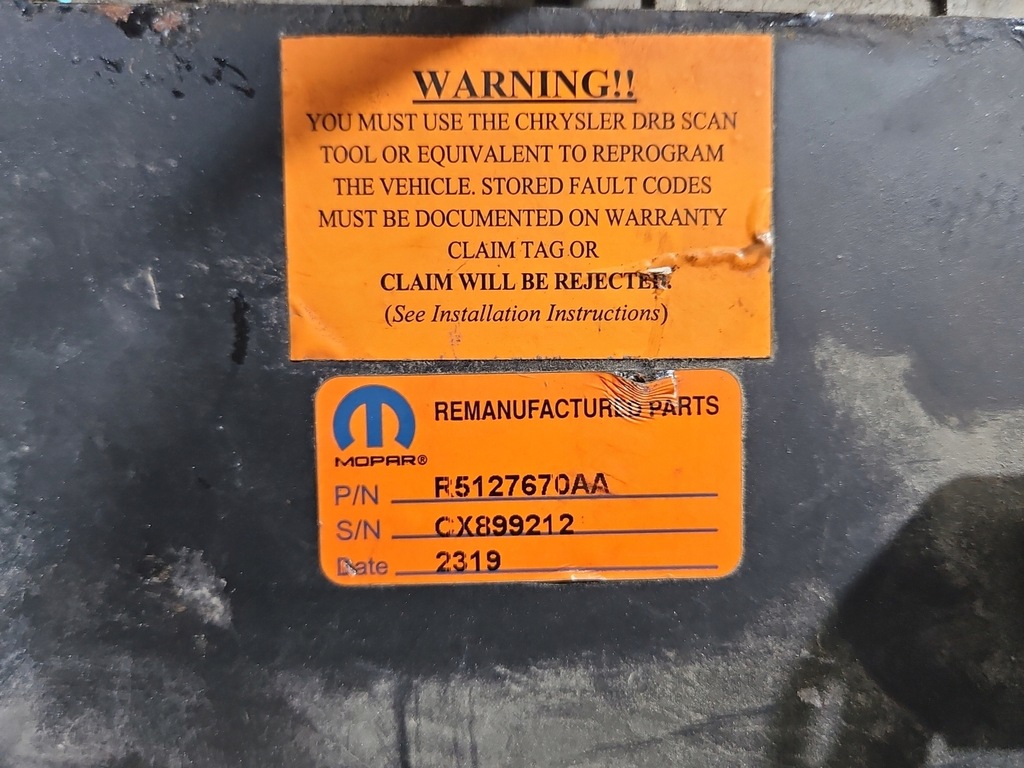 WARNING!!
YOU MUST USE THE CHRYSLER DRB SCAN
TOOL OR EQUIVALENT TO REPROGRAM
THE VEHICLE. STORED FAULT CODES
MUST BE DOCUMENTED ON WARRANTY
CLAIM TAG OR
CLAIM WILL BE REJECTED.
(See Installation Instructions)
REMANUFACTURED PARTS
MOPAR®
P/N R5127670AA
S/N CX899212
Date 2319